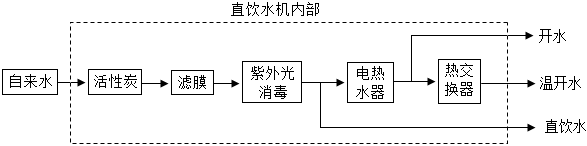 直饮水机内部
自来水
活性炭
滤膜
紫外光
消毒
电热
水器
热交
换器
开水
温开水
直饮水